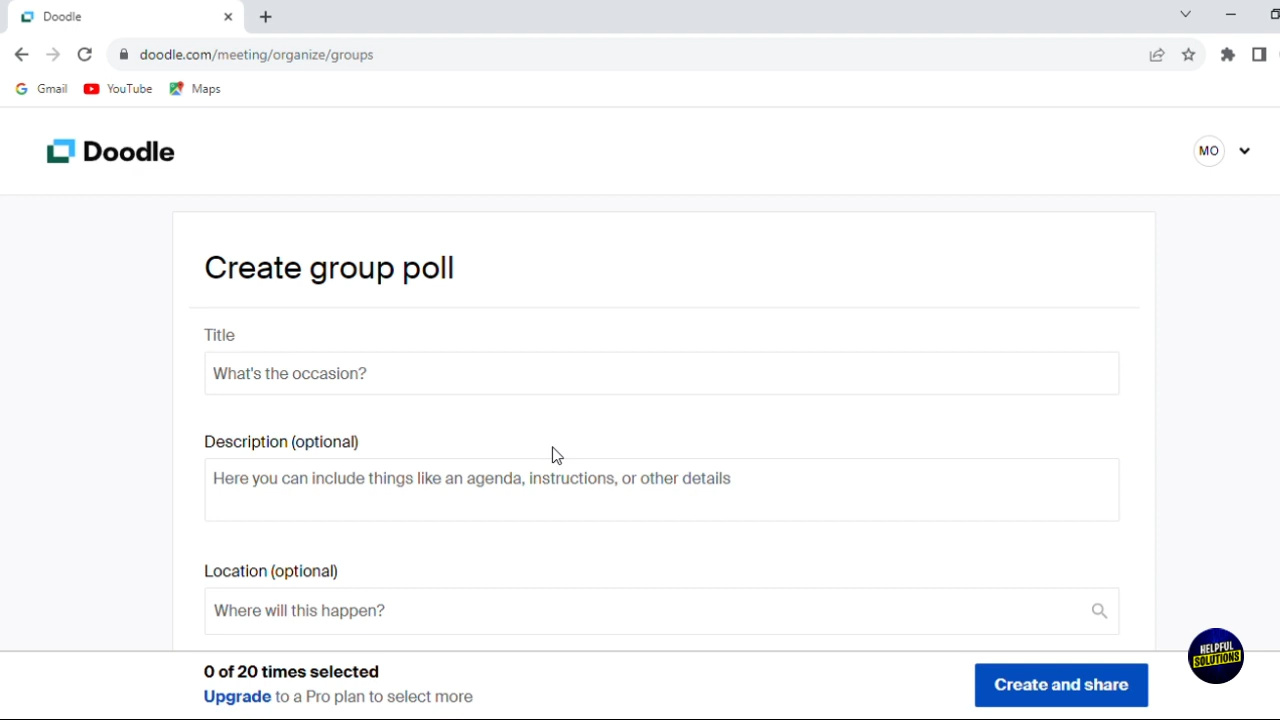 Doodle
doodle.com/meeting/organize/groups
Gmail YouTube Maps
Doodle
MO
Create group poll
Title
What's the occasion?
Description (optional)
Here you can include things like an agenda, instructions, or other details
Location (optional)
Where will this happen?
0 of 20 times selected
Upgrade to a Pro plan to select more
Create and share
HELPFUL
SOLUTIONS